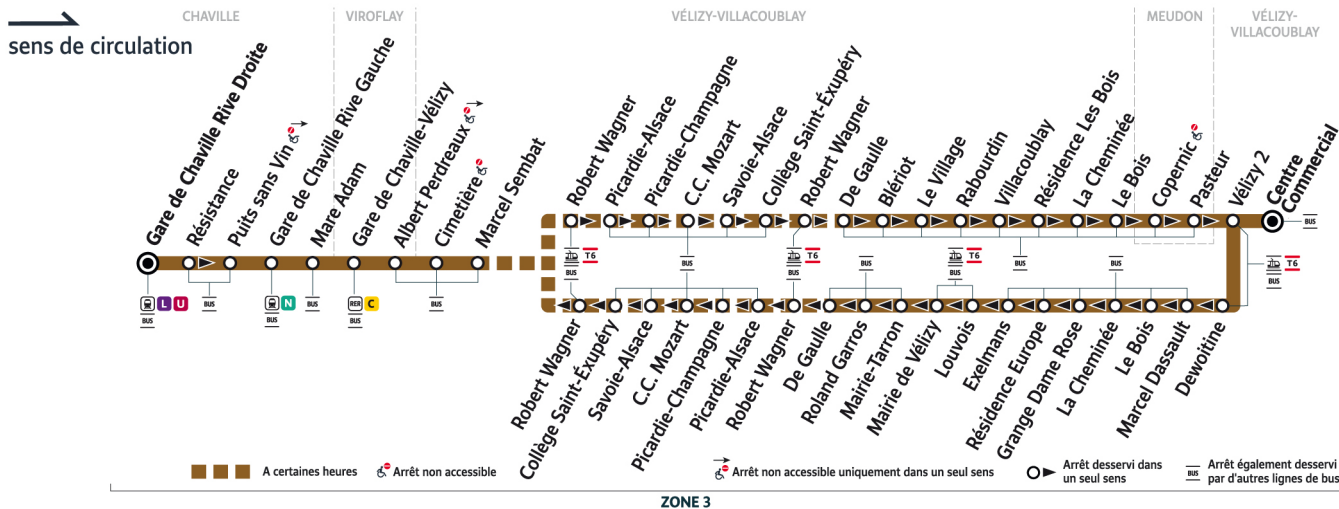 CHAVILLE
VIROFLAY
VÉLIZY-VILLACOUBLAY
MEUDON
VÉLIZY-
VILLACOUBLAY
sens de circulation
Gare de Chaville Rive Droite
Résistance
Puits sans Vin
Gare de Chaville Rive Gauche
Mare Adam
Gare de Chaville-Vélizy
Albert Perdreaux
Cimetière
Marcel Sembat
Robert Wagner
Picardie-Alsace
Picardie-Champagne
C.C. Mozart
Savoie-Alsace
Collège Saint-Éxupéry
Robert Wagner
De Gaulle
Blériot
Le Village
Rabourdin
Villacoublay
Résidence Les Bois
La Cheminée
Le Bois
Copernic
Pasteur
Vélizy 2
Centre
Commercial
BUS
T6
BUS
T6
BUS
BUS
T6
BUS
BUS
BUS
BUS
T6
BUS
L U
BUS
BUS
N
BUS
BUS
RER C
BUS
BUS
Robert Wagner
Collège Saint-Exupéry
Savoie-Alsace
C.C. Mozart
Picardie-Champagne
Picardie-Alsace
Robert Wagner
De Gaulle
Roland Garros
Mairie-Tarron
Mairie de Vélizy
Louvois
Exelmans
Résidence Europe
Grange Dame Rose
La Cheminée
Le Bois
Marcel Dassault
Dewoitine
A certaines heures
Arrêt non accessible
Arrêt non accessible uniquement dans un seul sens
Arrêt desservi dans
un seul sens
BUS
Arrêt également desservi
par d'autres lignes de bus
ZONE 3